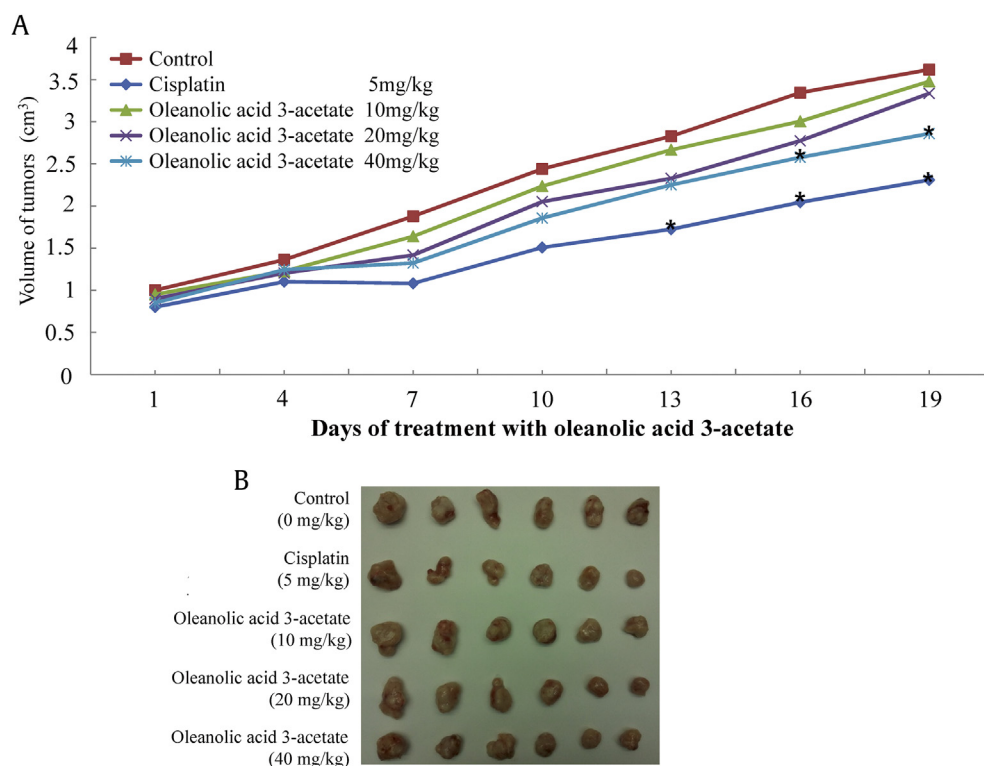 A
4
3.5
3
2.5
2
1.5
1
0.5
0
Volume of tumors (cm³)
Control
Cisplatin 5mg/kg
Oleanolic acid 3-acetate 10mg/kg
Oleanolic acid 3-acetate 20mg/kg
Oleanolic acid 3-acetate 40mg/kg
* * * * * * *
1 4 7 10 13 16 19
Days of treatment with oleanolic acid 3-acetate
B
Control
(0 mg/kg)
Cisplatin
(5 mg/kg)
Oleanolic acid 3-acetate
(10 mg/kg)
Oleanolic acid 3-acetate
(20 mg/kg)
Oleanolic acid 3-acetate
(40 mg/kg)